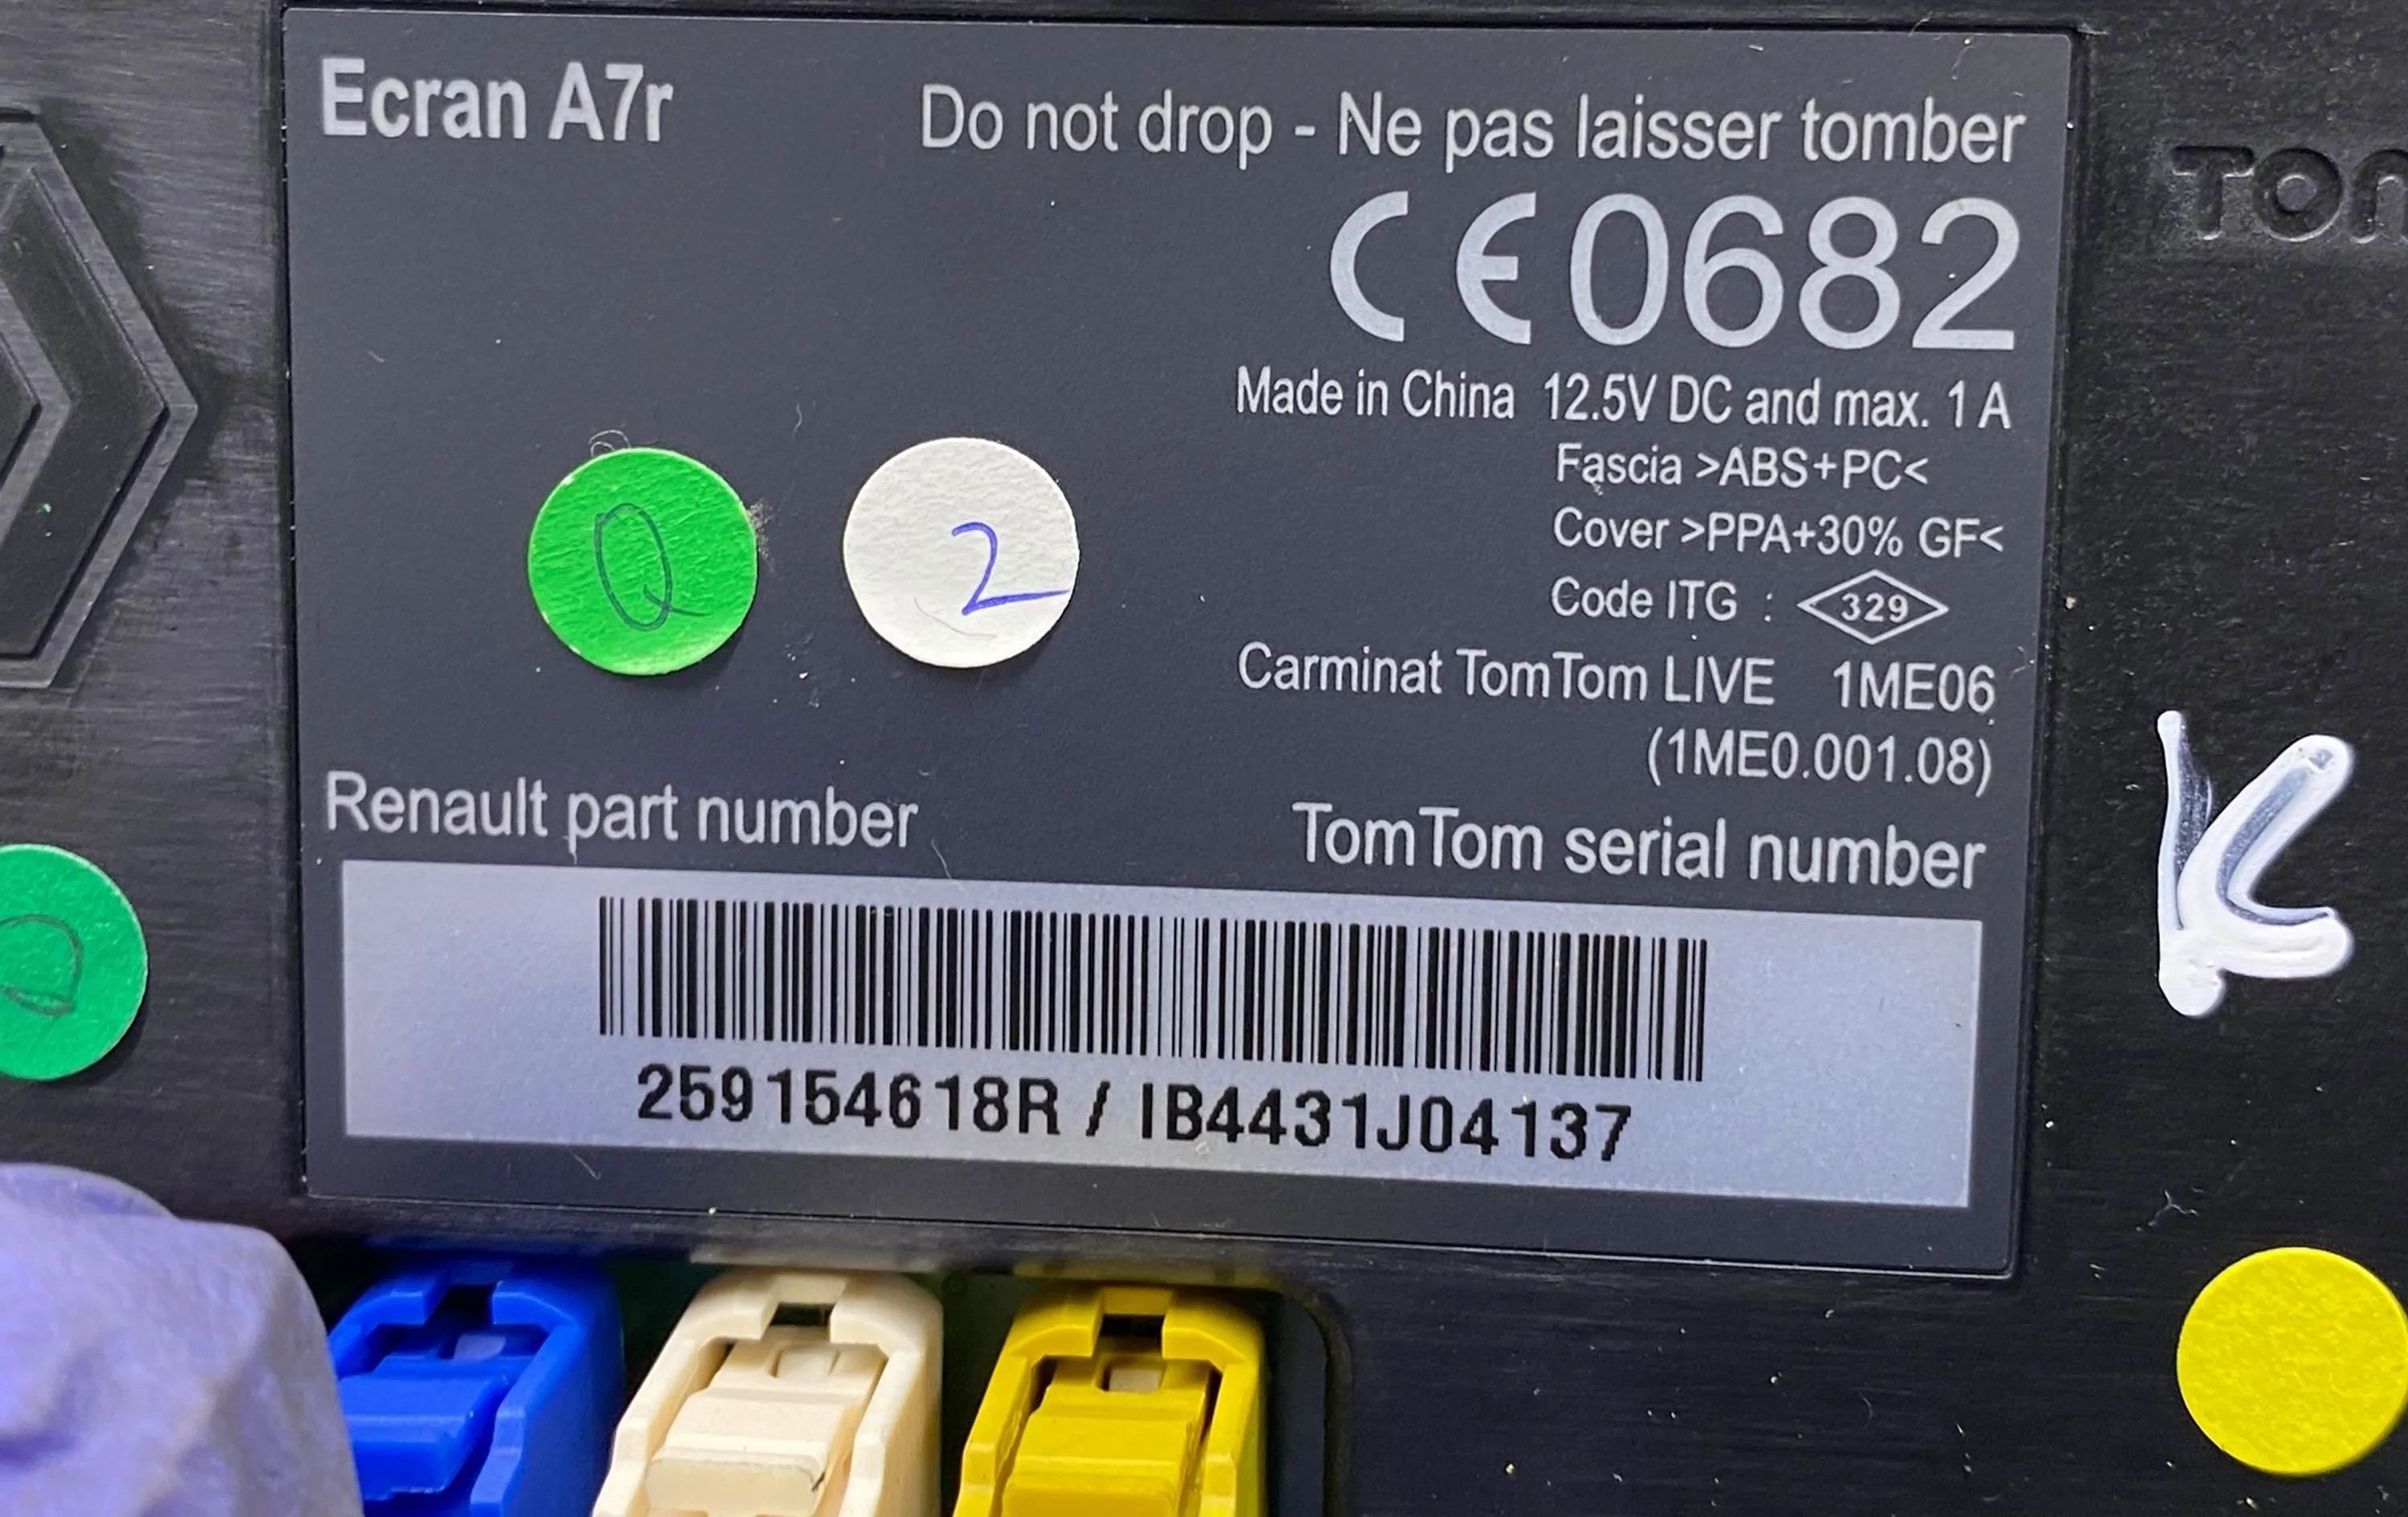 Ecran A7r
Do not drop - Ne pas laisser tomber
CE0682
Made in China 12.5V DC and max. 1 A
Fascia >ABS+PC<
Cover >PPA+30% GF<
Code ITG : 329
Q
2
Carminat TomTom LIVE 1ME06
(1ME0.001.08)
Renault part number
TomTom serial number
259154618R / IB4431J04137